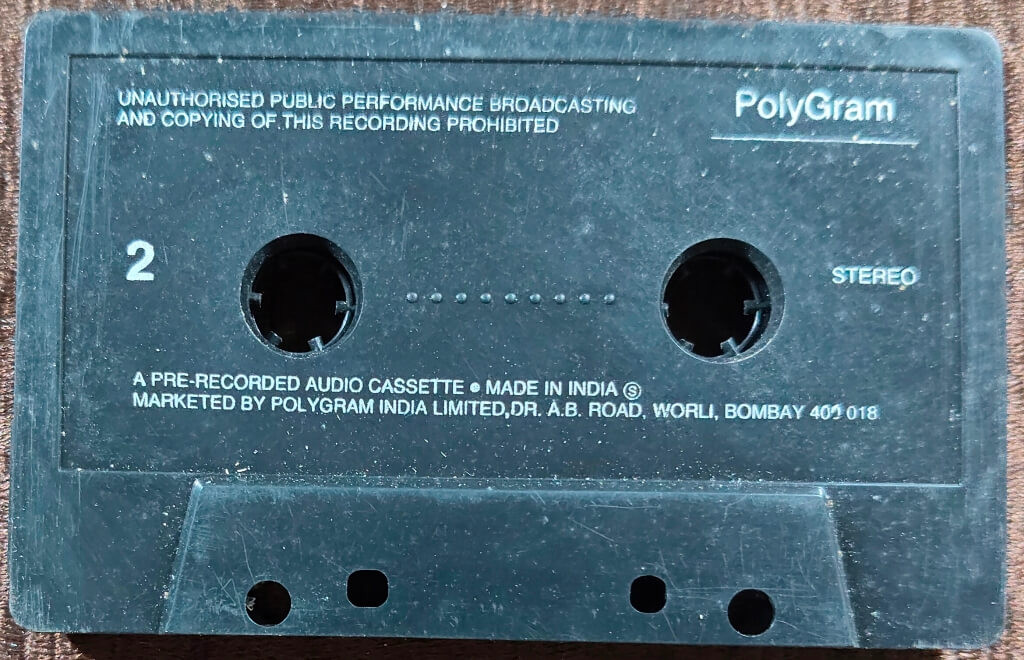 UNAUTHORISED PUBLIC PERFORMANCE BROADCASTING
AND COPYING OF THIS RECORDING PROHIBITED
PolyGram
2
STEREO
A PRE-RECORDED AUDIO CASSETTE • MADE IN INDIA Ⓢ
MARKETED BY POLYGRAM INDIA LIMITED,DR. A.B. ROAD, WORLI, BOMBAY 400 018